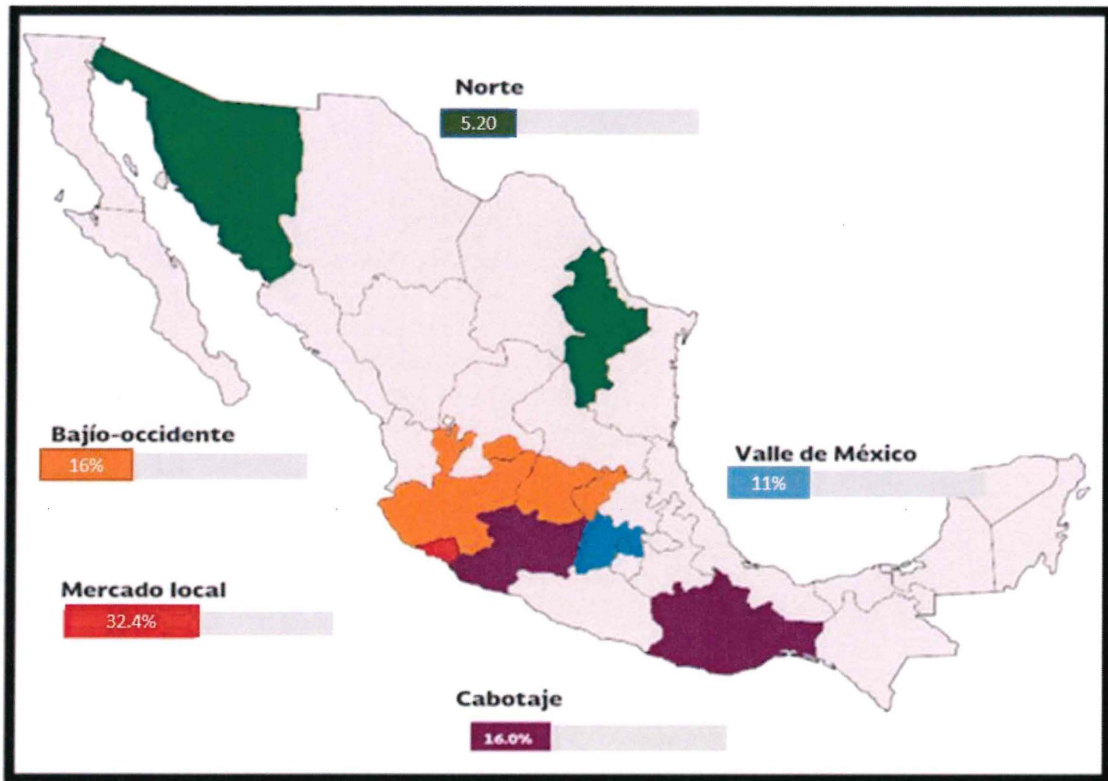 Norte
5.20
Bajío-occidente
16%
Valle de México
11%
Mercado local
32.4%
Cabotaje
16.0%